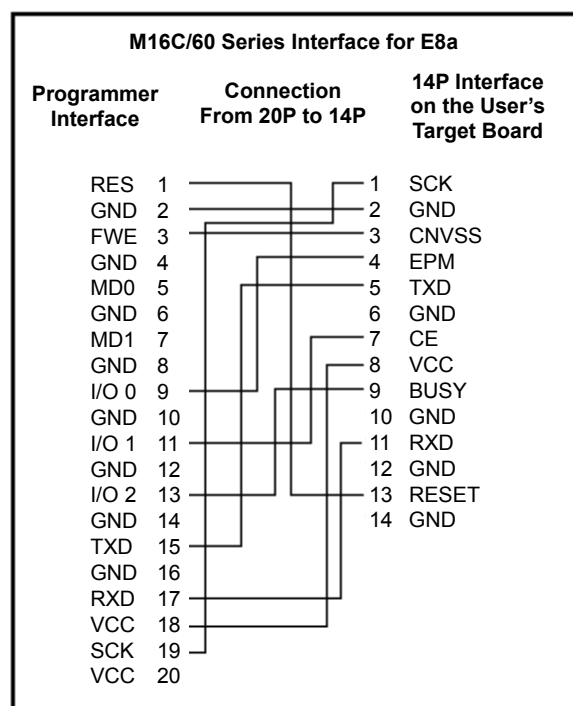 M16C/60 Series Interface for E8a
Programmer
Interface
Connection
From 20P to 14P
14P Interface
on the User's
Target Board
RES 1
GND 2
FWE 3
GND 4
MD0 5
GND 6
MD1 7
GND 8
I/O 0 9
GND 10
I/O 1 11
GND 12
I/O 2 13
GND 14
TXD 15
GND 16
RXD 17
VCC 18
SCK 19
VCC 20
1 SCK
2 GND
3 CNVSS
4 EPM
5 TXD
6 GND
7 CE
8 VCC
9 BUSY
10 GND
11 RXD
12 GND
13 RESET
14 GND